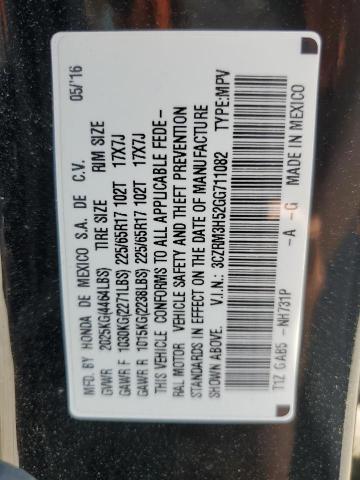 MFD. BY HONDA DE MEXICO S.A. DE C.V. 05/'16
GVWR 2025KG(4464LBS) TIRE SIZE RIM SIZE
GAWR F 1030KG(2271LBS) 225/65R17 102T 17X7J
GAWR R 1015KG(2238LBS) 225/65R17 102T 17X7J
THIS VEHICLE CONFORMS TO ALL APPLICABLE FEDE–
RAL MOTOR VEHICLE SAFETY AND THEFT PREVENTION
STANDARDS IN EFFECT ON THE DATE OF MANUFACTURE
SHOWN ABOVE. V.I.N.: 3CZRM3H52GG711082 TYPE:MPV
T1Z G AB5 –NH731P –A –G MADE IN MEXICO